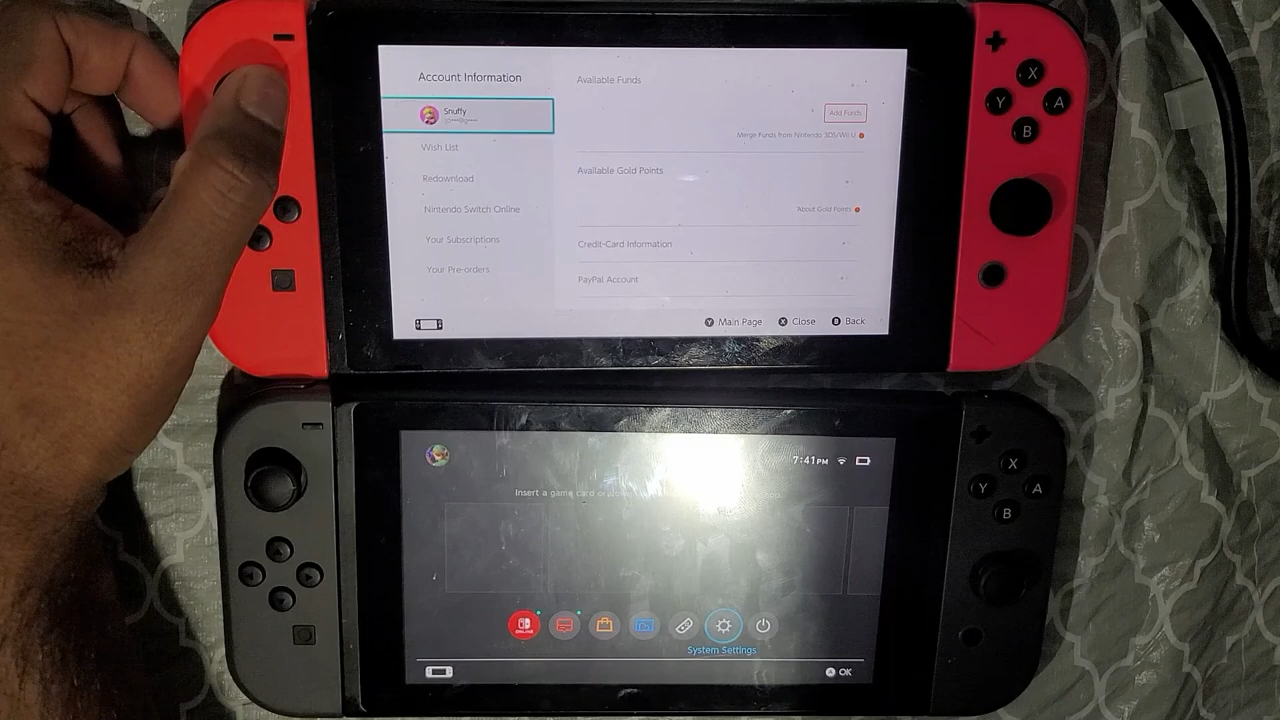 Account Information
Snuffy
Wish List
Redownload
Nintendo Switch Online
Your Subscriptions
Your Pre-orders
Available Funds
Add Funds
Merge Funds from Nintendo 3DS/Wii U
Available Gold Points
About Gold Points
Credit-Card Information
PayPal Account
Y Main Page X Close B Back
X
Y A
B
7:41 PM
Insert a game card or
ONLINE
System Settings
A OK
X
Y A
B